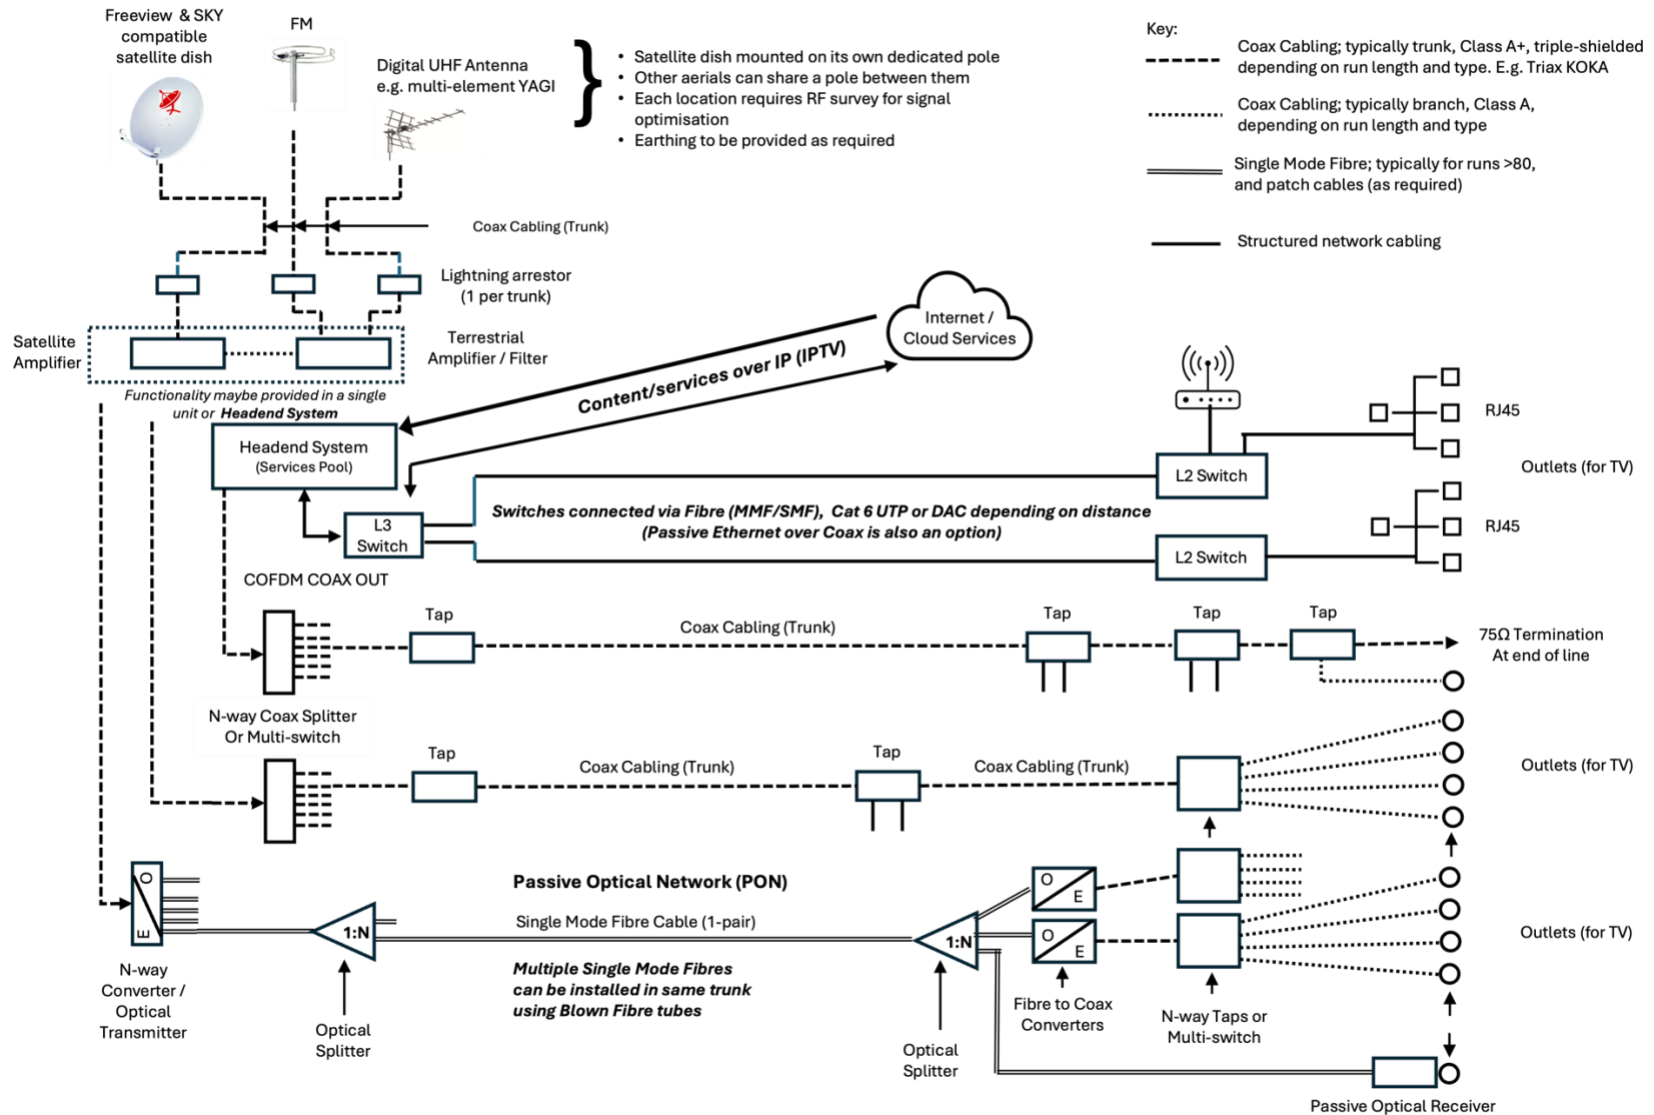 Freeview & SKY
compatible
satellite dish
FM
Digital UHF Antenna
e.g. multi-element YAGI
• Satellite dish mounted on its own dedicated pole
• Other aerials can share a pole between them
• Each location requires RF survey for signal
optimisation
• Earthing to be provided as required
Key:
Coax Cabling; typically trunk, Class A+, triple-shielded
depending on run length and type. E.g. Triax KOKA
Coax Cabling; typically branch, Class A,
depending on run length and type
Single Mode Fibre; typically for runs >80,
and patch cables (as required)
Structured network cabling
Coax Cabling (Trunk)
Lightning arrestor
(1 per trunk)
Satellite
Amplifier
Terrestrial
Amplifier / Filter
Functionality maybe provided in a single
unit or Headend System
Internet /
Cloud Services
Content/services over IP (IPTV)
Headend System
(Services Pool)
L3
Switch
Switches connected via Fibre (MMF/SMF), Cat 6 UTP or DAC depending on distance
(Passive Ethernet over Coax is also an option)
L2 Switch
L2 Switch
RJ45
Outlets (for TV)
RJ45
COFDM COAX OUT
Tap
Coax Cabling (Trunk)
Tap
Tap
Tap
75Ω Termination
At end of line
N-way Coax Splitter
Or Multi-switch
Tap
Coax Cabling (Trunk)
Tap
Coax Cabling (Trunk)
Outlets (for TV)
O
E
Passive Optical Network (PON)
Single Mode Fibre Cable (1-pair)
1:N
1:N
Multiple Single Mode Fibres
can be installed in same trunk
using Blown Fibre tubes
O
E
O
E
Outlets (for TV)
N-way
Converter /
Optical
Transmitter
Optical
Splitter
Optical
Splitter
Fibre to Coax
Converters
N-way Taps or
Multi-switch
Passive Optical Receiver